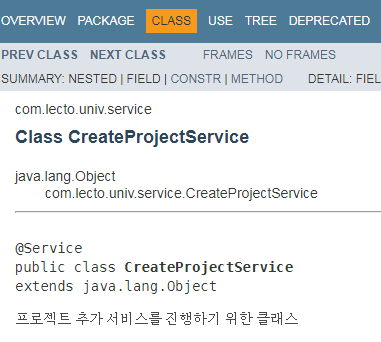 OVERVIEW PACKAGE CLASS USE TREE DEPRECATED
PREV CLASS NEXT CLASS FRAMES NO FRAMES
SUMMARY: NESTED | FIELD | CONSTR | METHOD DETAIL: FIEL
com.lecto.univ.service
Class CreateProjectService
java.lang.Object
com.lecto.univ.service.CreateProjectService
@Service
public class CreateProjectService
extends java.lang.Object
프로젝트 추가 서비스를 진행하기 위한 클래스